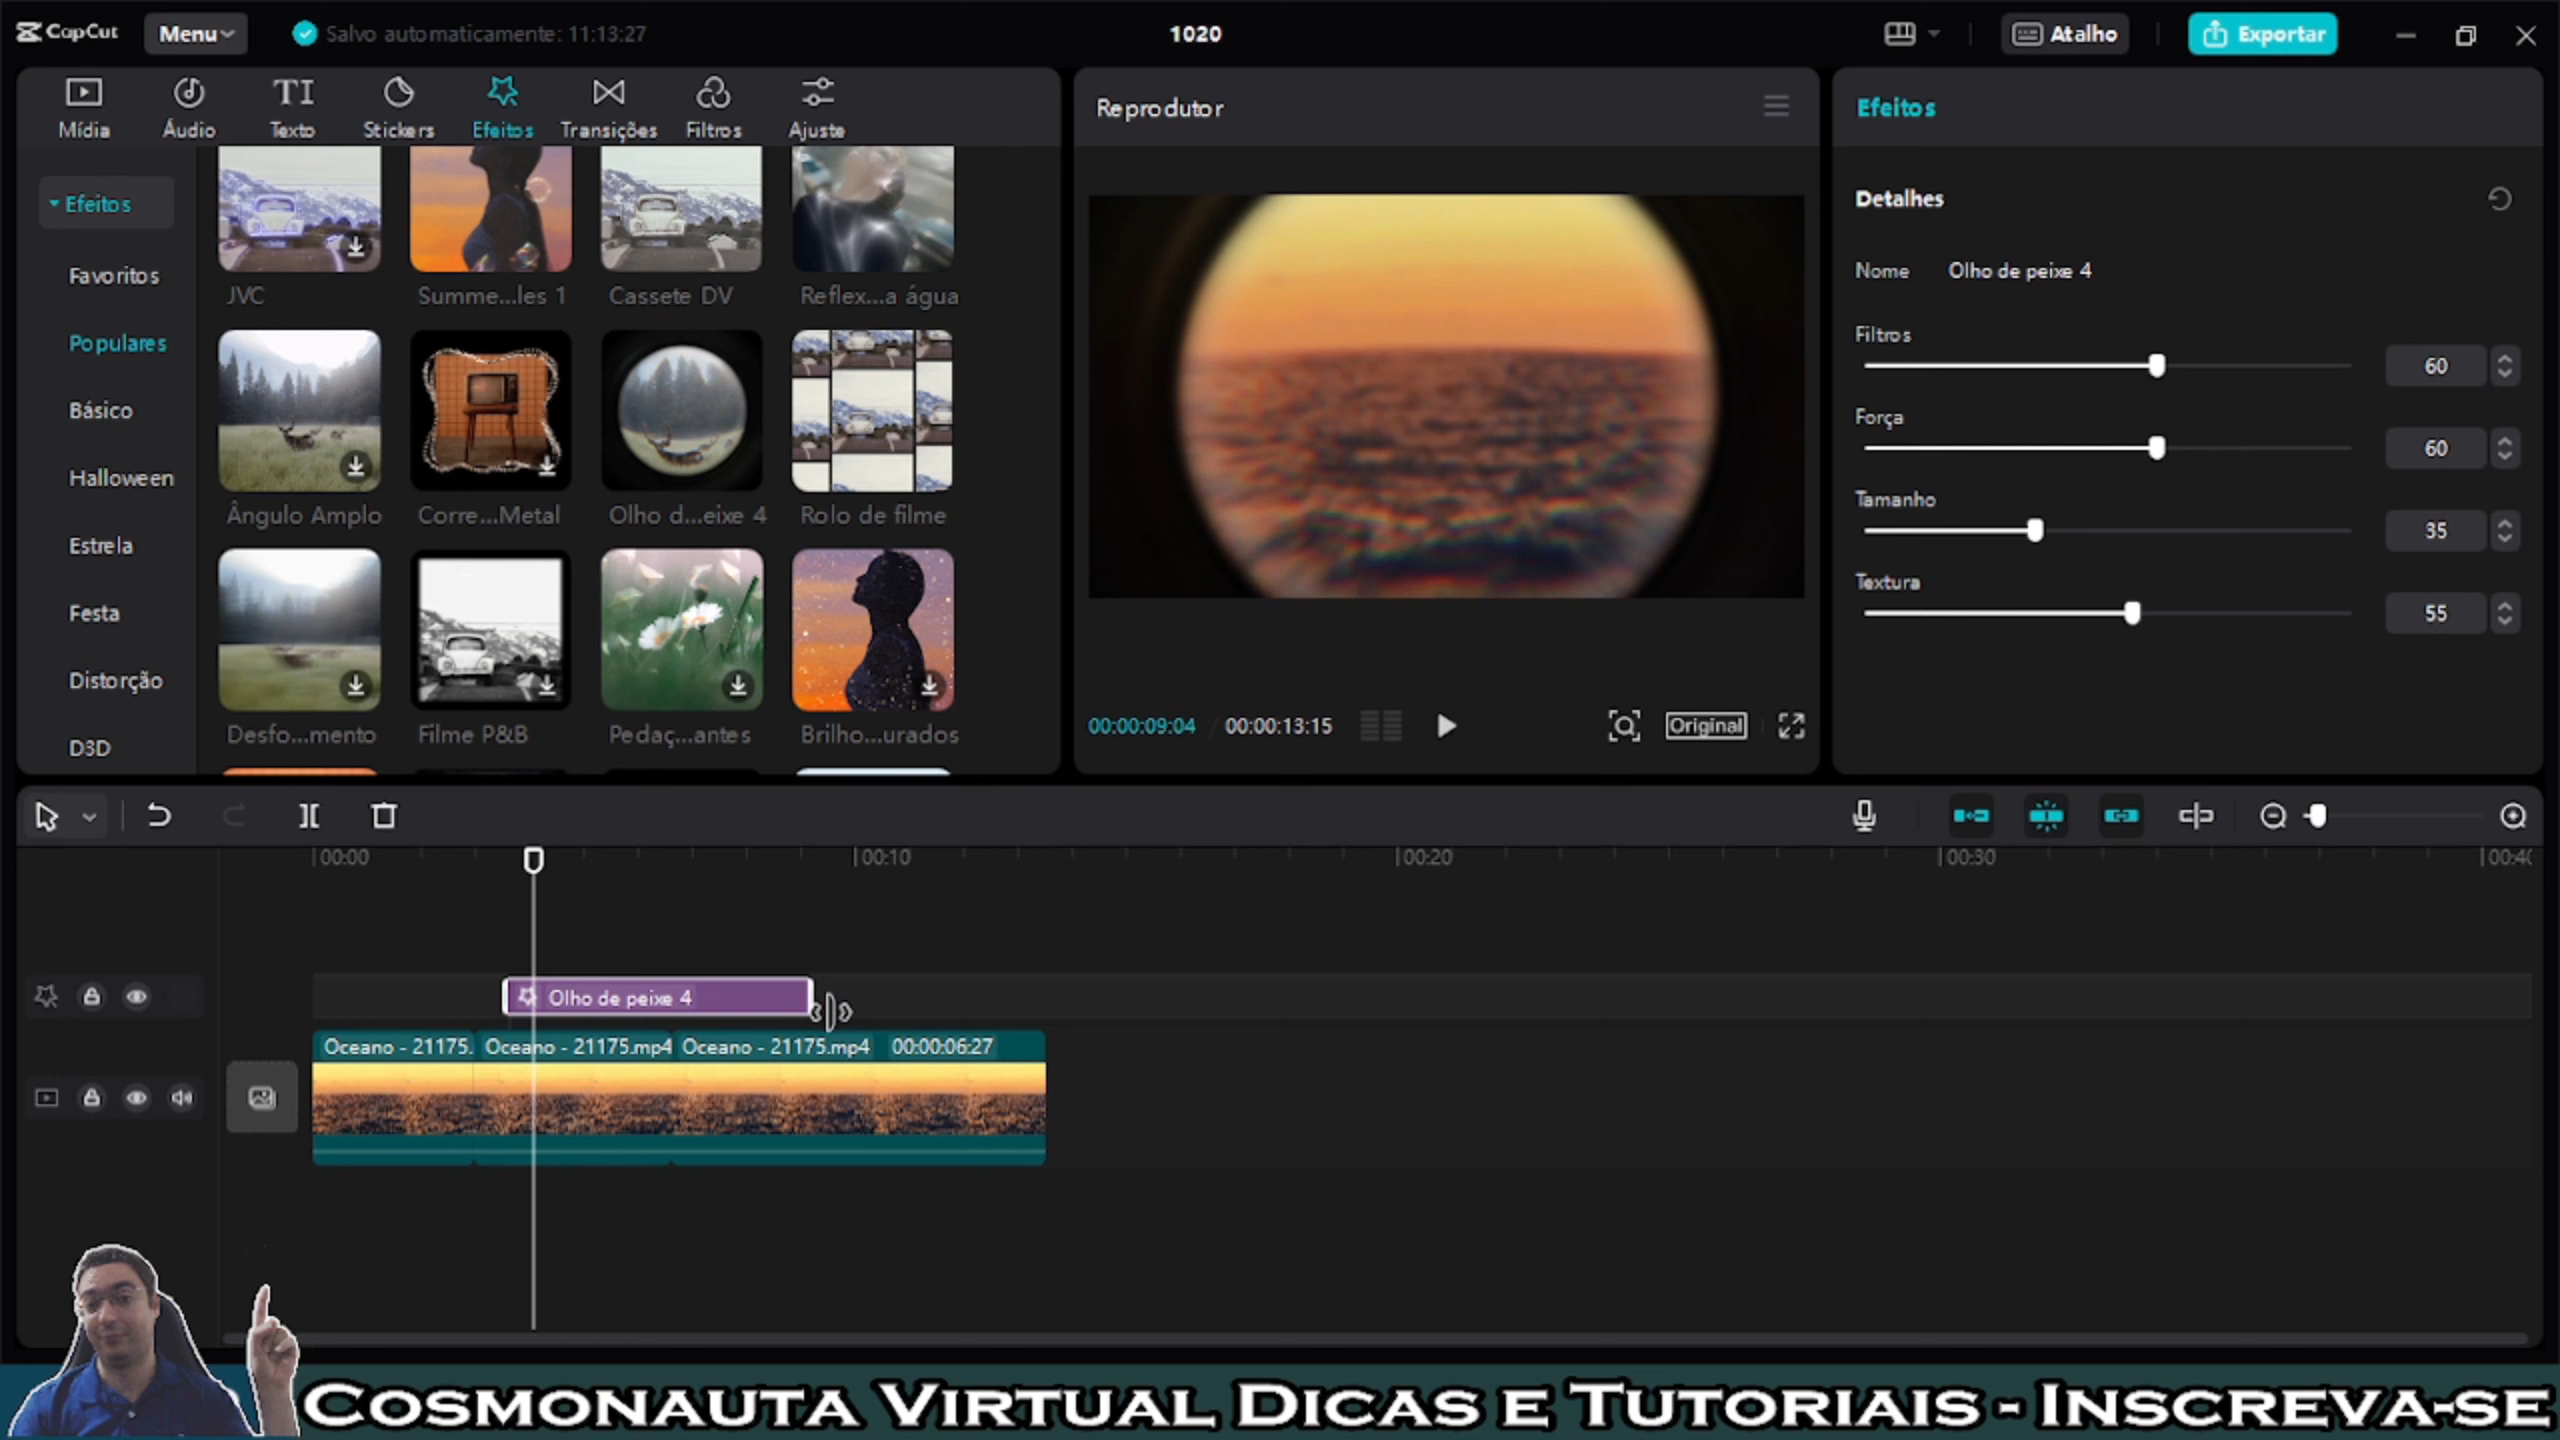 CapCut Menu Salvo automaticamente: 11:13:27 1020 Atalho Exportar
Mídia Áudio Texto Stickers Efeitos Transições Filtros Ajuste
Efeitos
Favoritos
Populares
Básico
Halloween
Estrela
Festa
Distorção
D3D
JVC Summe...les 1 Cassete DV Reflex...a água
Ângulo Amplo Corre...Metal Olho d...eixe 4 Rolo de filme
Desfo...mento Filme P&B Pedaç...antes Brilho...urados
Reprodutor
00:00:09:04 / 00:00:13:15 Original
Efeitos
Detalhes
Nome Olho de peixe 4
Filtros
60
Força
60
Tamanho
35
Textura
55
00:00 00:10 00:20 00:30 00:40
Olho de peixe 4
Oceano - 21175. Oceano - 21175.mp4 Oceano - 21175.mp4 00:00:06:27
Cosmonauta Virtual Dicas e Tutoriais - Inscreva-se